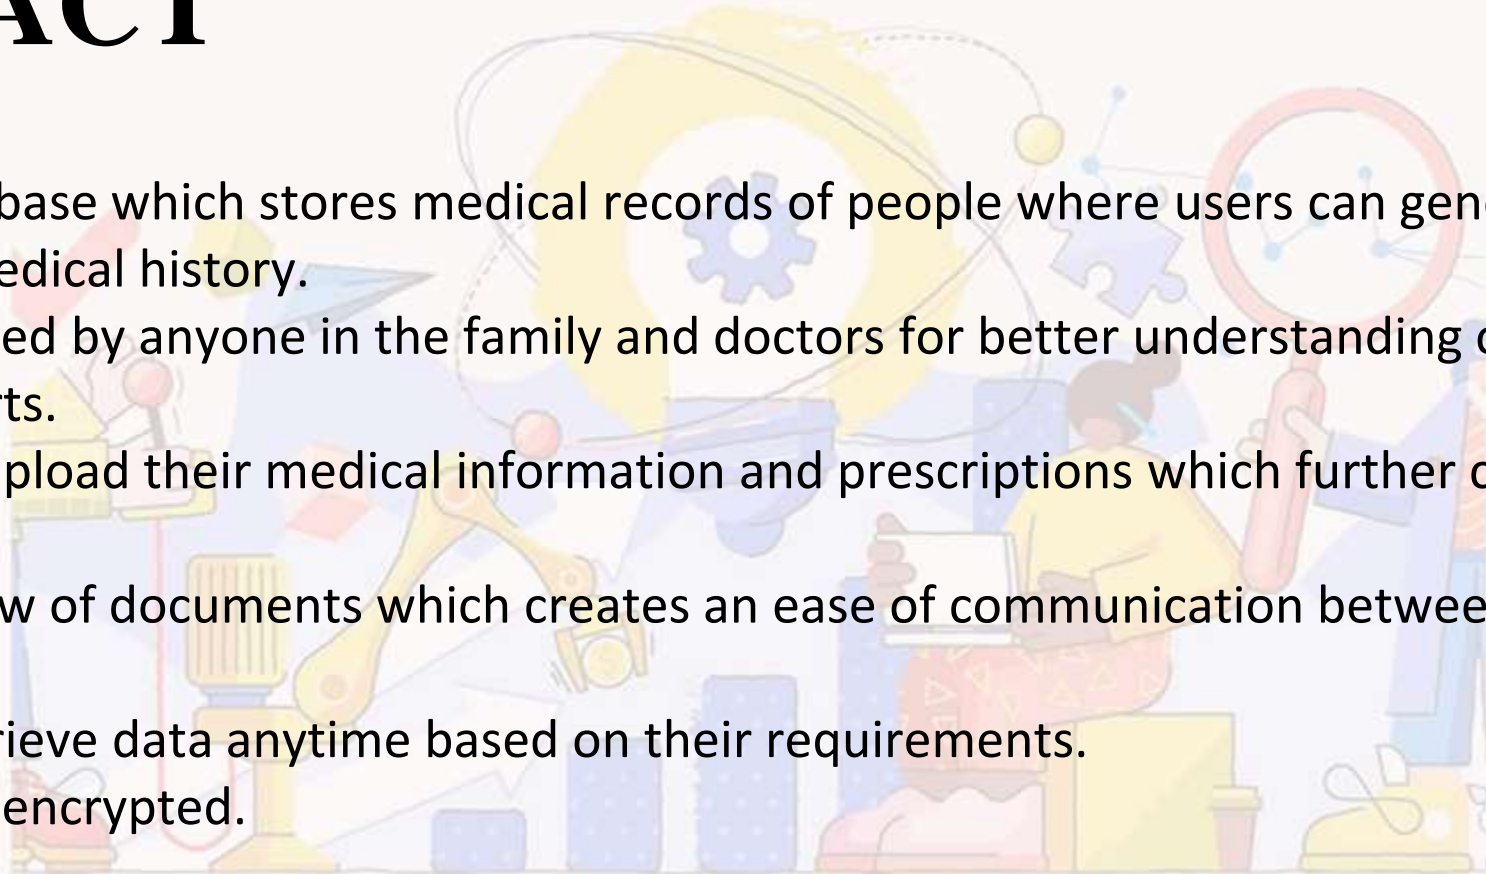 ACT
base which stores medical records of people where users can gen
edical history.
ed by anyone in the family and doctors for better understanding
rts.
pload their medical information and prescriptions which further
w of documents which creates an ease of communication betwee
rieve data anytime based on their requirements.
encrypted.